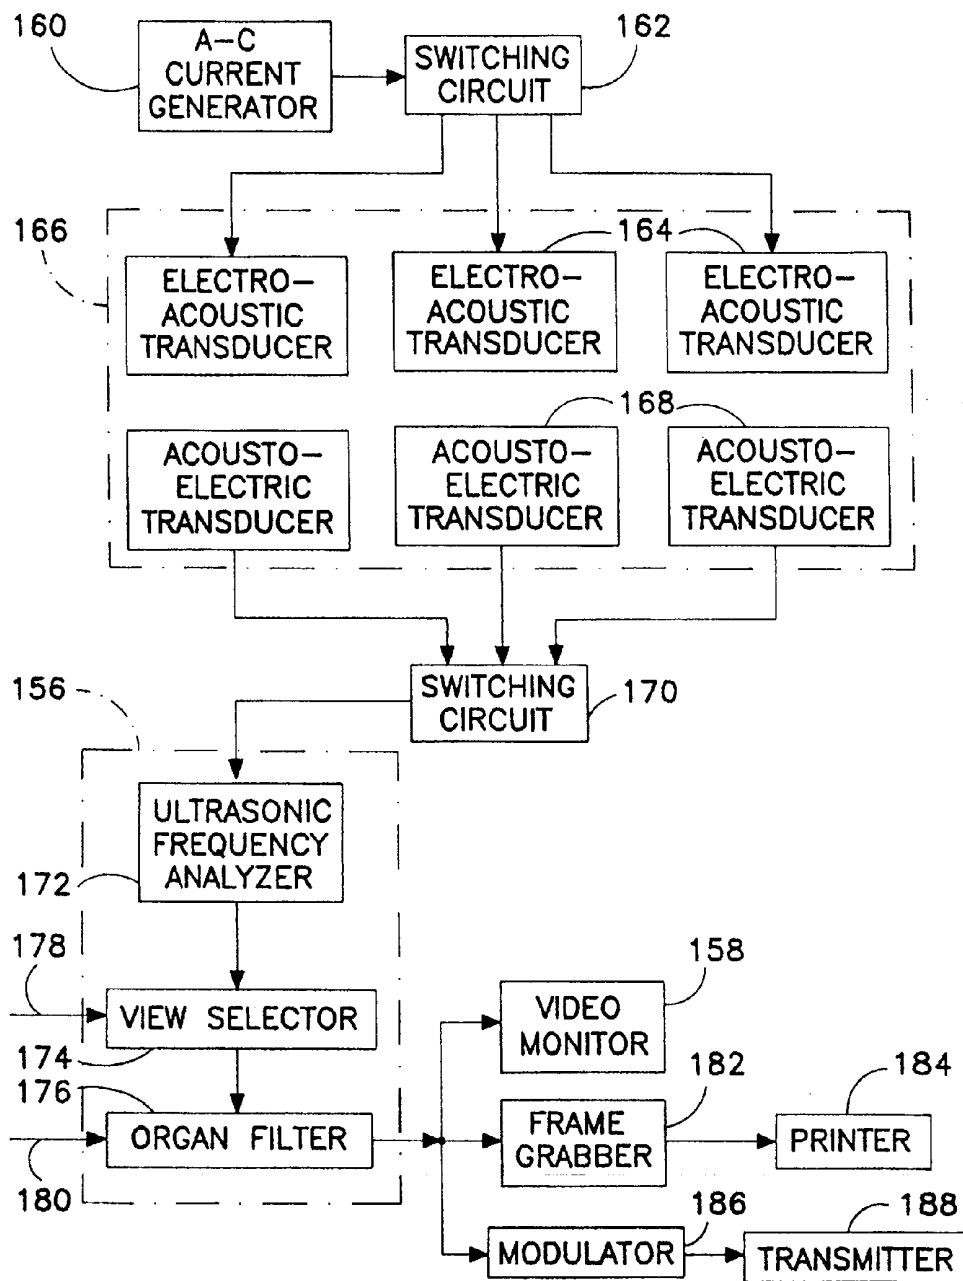 160
A-C
CURRENT
GENERATOR
SWITCHING
CIRCUIT
162
166
164
ELECTRO-
ACOUSTIC
TRANSDUCER
ELECTRO-
ACOUSTIC
TRANSDUCER
ELECTRO-
ACOUSTIC
TRANSDUCER
168
ACOUSTO-
ELECTRIC
TRANSDUCER
ACOUSTO-
ELECTRIC
TRANSDUCER
ACOUSTO-
ELECTRIC
TRANSDUCER
156
SWITCHING
CIRCUIT
170
ULTRASONIC
FREQUENCY
ANALYZER
172
178
VIEW SELECTOR
174
176
ORGAN FILTER
180
158
VIDEO
MONITOR
182
FRAME
GRABBER
184
PRINTER
186
MODULATOR
188
TRANSMITTER